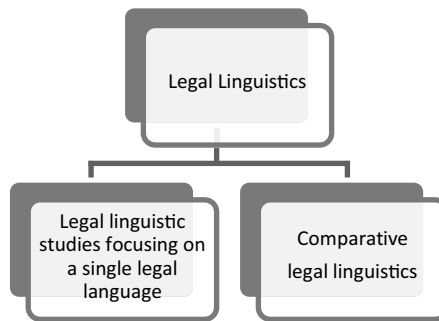 Legal Linguistics
Legal linguistic
studies focusing on
a single legal
language
Comparative
legal linguistics